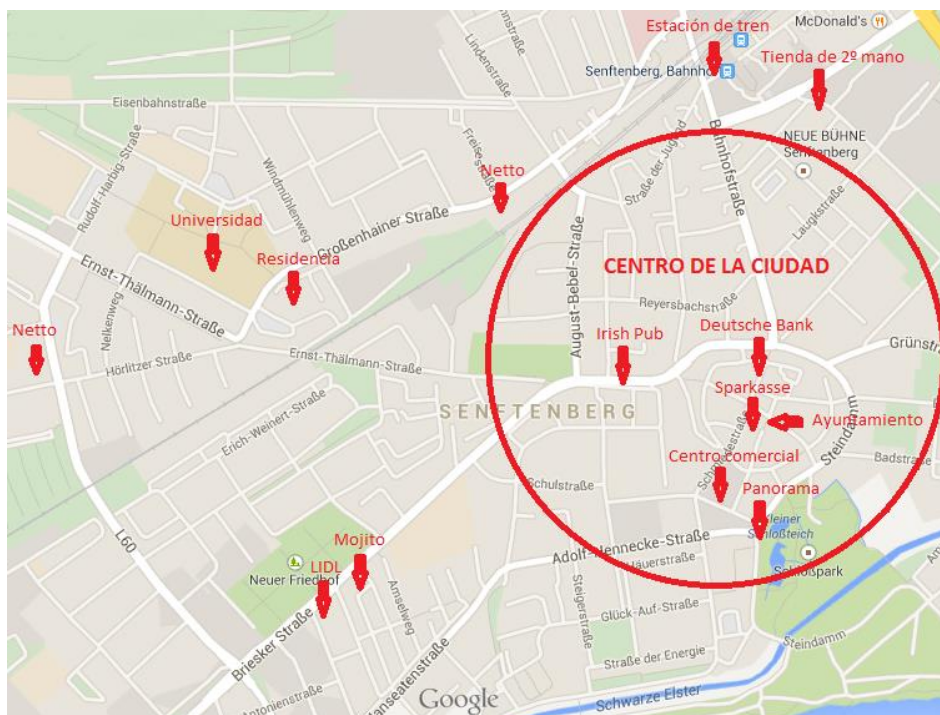 Estación de tren
McDonald's
Senftenberg, Bahnhof
Tienda de 2º mano
Lindenstraße
Eisenbahnstraße
Freisestraße
Bahnhofstraße
NEUE BÜHNE
Senftenberg
Rudolf-Harbig-Straße
Windmühlenweg
Netto
Straße der Jugend
Laugkstraße
Universidad
Großenhainer Straße
Residencia
Ernst-Thälmann-Straße
CENTRO DE LA CIUDAD
August-Bebel-Straße
Reyersbachstraße
Nelkenweg
Netto
Irish Pub
Deutsche Bank
Hörlitzer Straße
Ernst-Thälmann-Straße
Sparkasse
SENFTENBERG
Ayuntamiento
Erich-Weinert-Straße
Schmiedestraße
Steindamm
Centro comercial
Badstraße
Schulstraße
Panorama
Kleiner
Schloßteich
L60
Mojito
Adolf-Hennecke-Straße
Häuerstraße
Schloßpark
LIDL
Neuer Friedhof
Amselweg
Steigerstraße
Glück-Auf-Straße
Briesker Straße
Straße der Energie
Steindamm
Google
Schwarze Elster